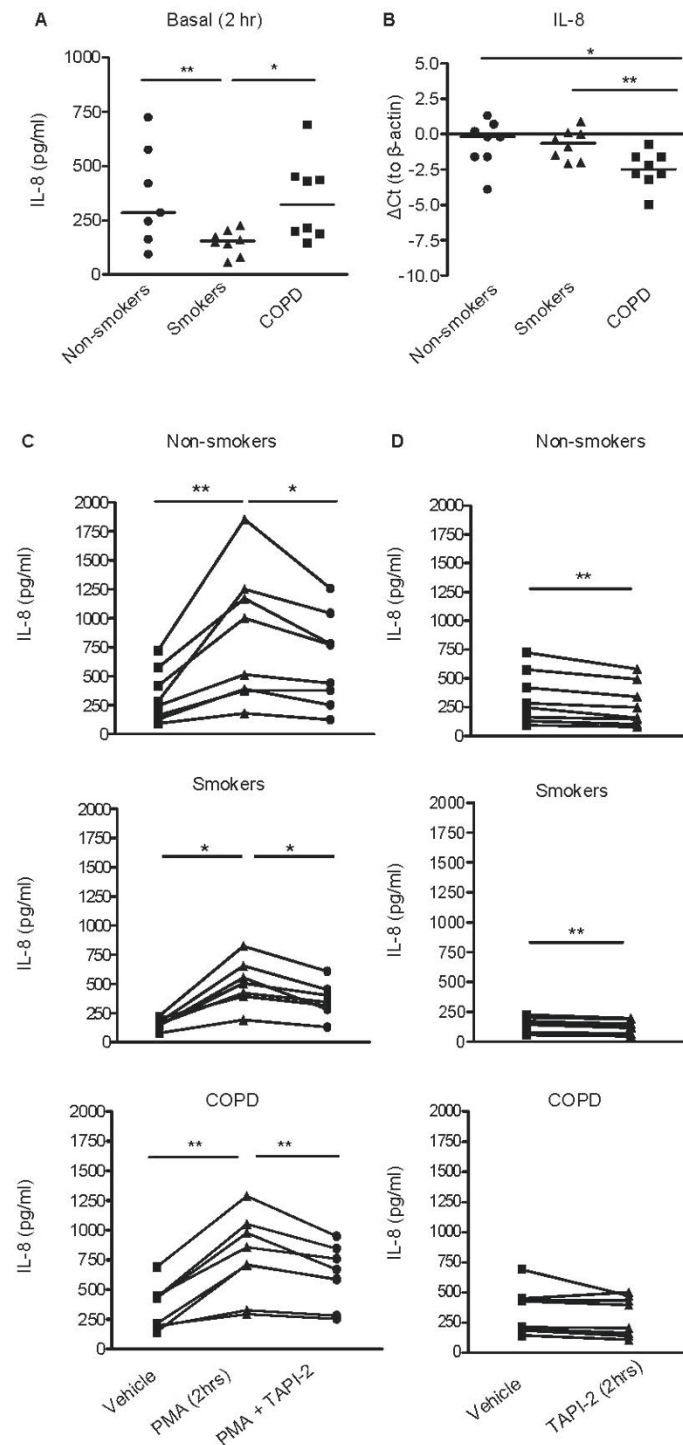 A
Basal (2 hr)
**
*
1000
750
500
250
0
IL-8 (pg/ml)
Non-smokers
Smokers
COPD
B
IL-8
*
**
5.0
2.5
0.0
-2.5
-5.0
-7.5
-10.0
ΔCt (to β-actin)
Non-smokers
Smokers
COPD
C
Non-smokers
**
*
2000
1750
1500
1250
1000
750
500
250
0
IL-8 (pg/ml)
Smokers
*
*
2000
1750
1500
1250
1000
750
500
250
0
IL-8 (pg/ml)
COPD
**
**
2000
1750
1500
1250
1000
750
500
250
0
IL-8 (pg/ml)
Vehicle
PMA (2hrs)
PMA + TAPI-2
D
Non-smokers
**
2000
1750
1500
1250
1000
750
500
250
0
IL-8 (pg/ml)
Smokers
**
2000
1750
1500
1250
1000
750
500
250
0
IL-8 (pg/ml)
COPD
2000
1750
1500
1250
1000
750
500
250
0
IL-8 (pg/ml)
Vehicle
TAPI-2 (2hrs)